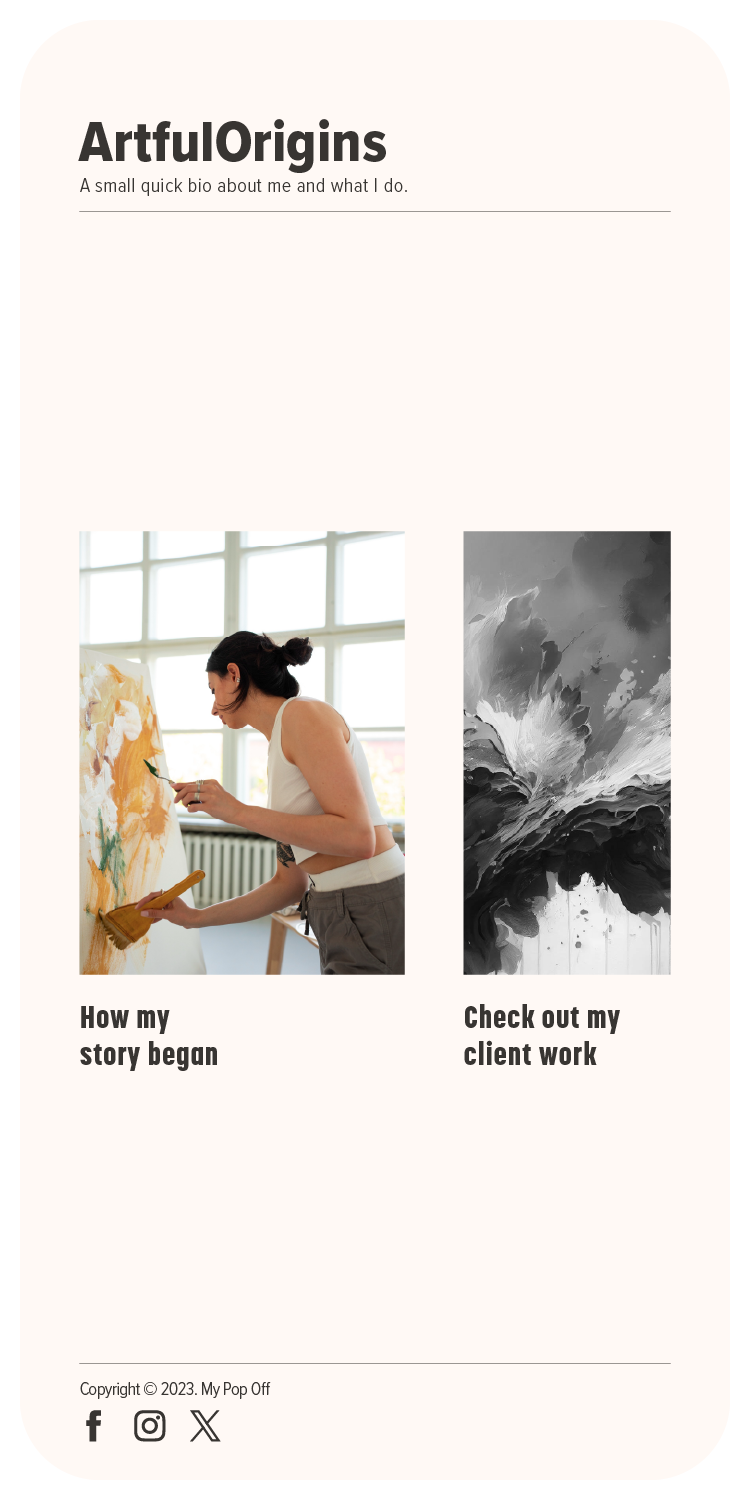 ArtfulOrigins
A small quick bio about me and what I do.
How my
story began
Check out my
client work
Copyright © 2023. My Pop Off